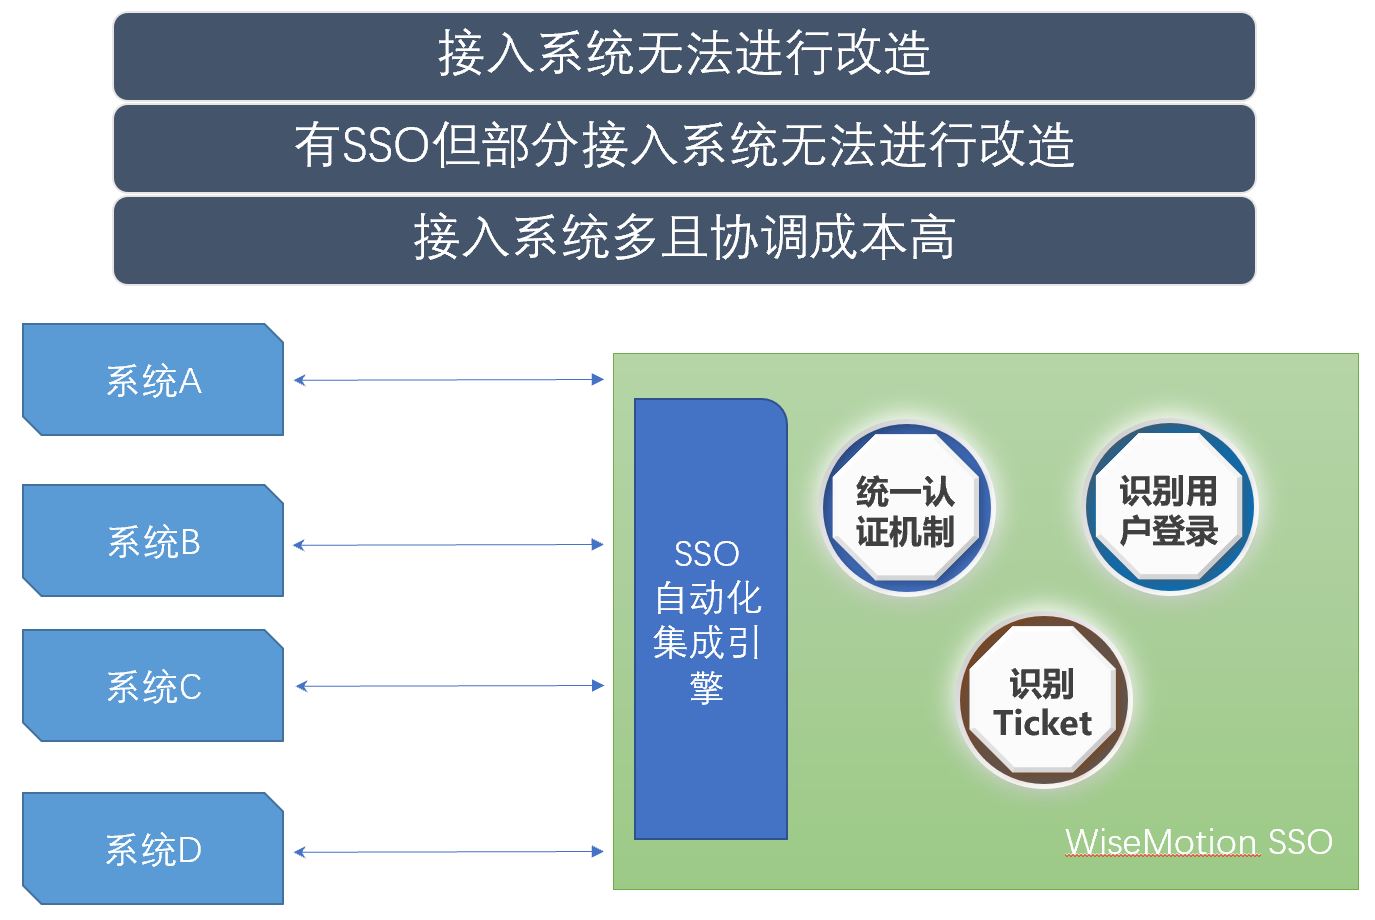 接入系统无法进行改造
有SSO但部分接入系统无法进行改造
接入系统多且协调成本高
系统A
系统B
系统C
系统D
SSO
自动化
集成引
擎
统一认
证机制
识别用
户登录
识别
Ticket
WiseMotion SSO